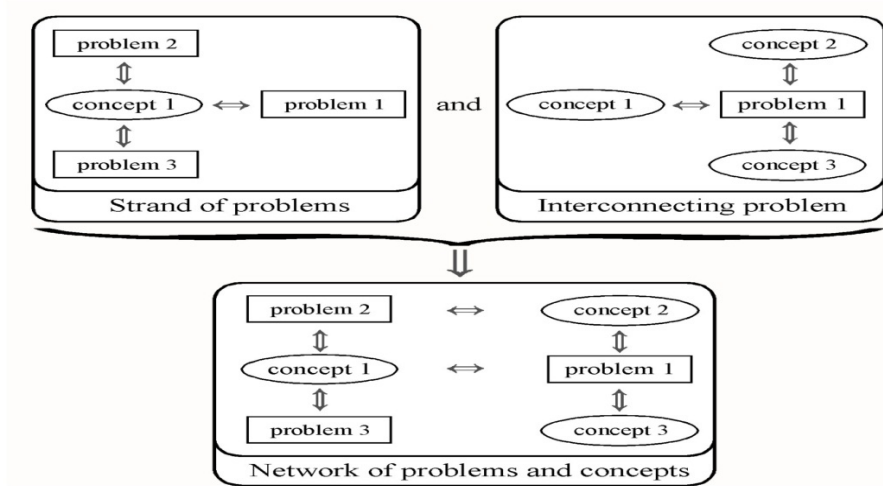 problem 2
concept 1
problem 1
problem 3
Strand of problems
and
concept 2
concept 1
problem 1
concept 3
Interconnecting problem
problem 2
concept 2
concept 1
problem 1
problem 3
concept 3
Network of problems and concepts